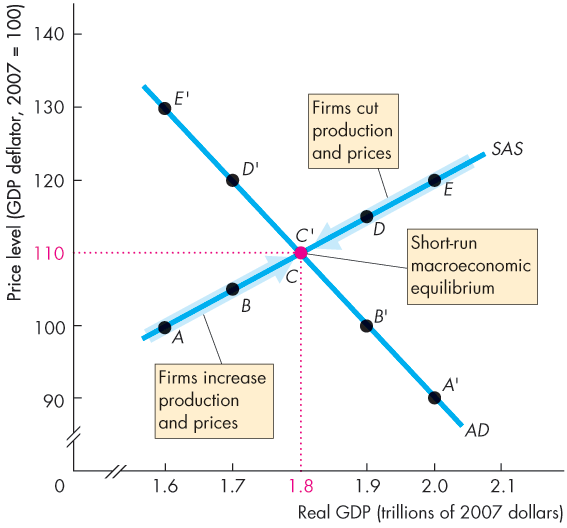 Price level (GDP deflator, 2007 = 100)
140
130
120
110
100
90
0
E'
D'
Firms cut
production
and prices
SAS
E
D
C'
C
Short-run
macroeconomic
equilibrium
B
A
B'
A'
AD
Firms increase
production
and prices
1.6 1.7 1.8 1.9 2.0 2.1
Real GDP (trillions of 2007 dollars)